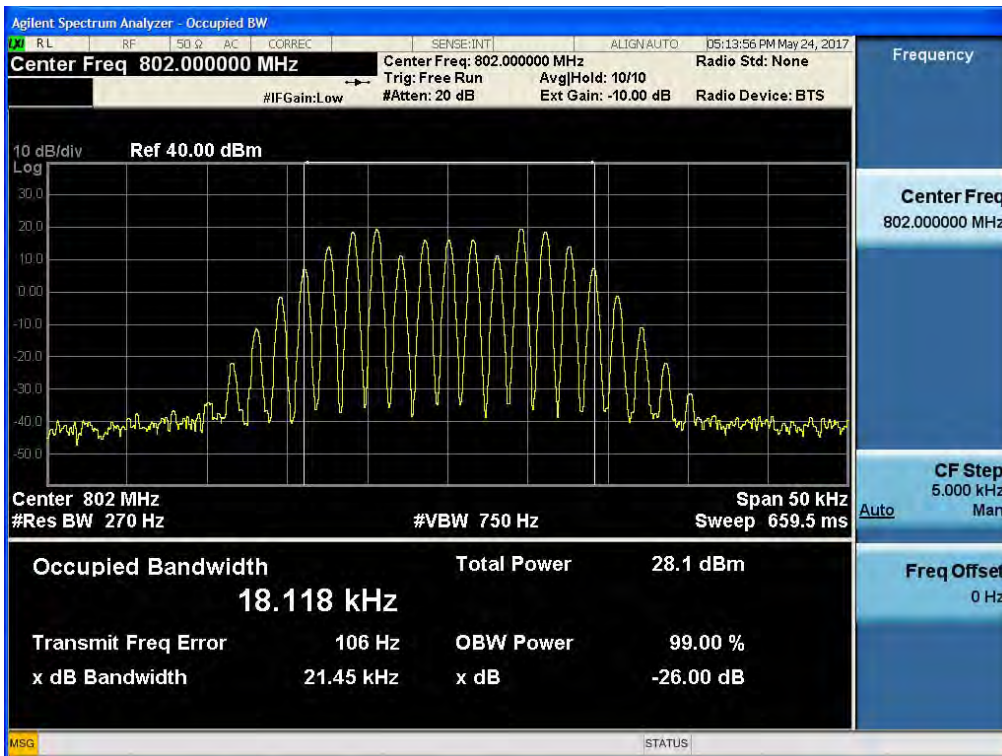 Agilent Spectrum Analyzer - Occupied BW
LXI RL RF 50 Ω AC CORREC SENSE:INT ALIGN AUTO 05:13:56 PM May 24, 2017
Center Freq 802.000000 MHz
Center Freq: 802.000000 MHz Radio Std: None
Trig: Free Run Avg|Hold: 10/10
#IFGain:Low #Atten: 20 dB Ext Gain: -10.00 dB Radio Device: BTS
10 dB/div Ref 40.00 dBm
Log
30.0
20.0
10.0
0.00
-10.0
-20.0
-30.0
-40.0
-50.0
Center 802 MHz Span 50 kHz
#Res BW 270 Hz #VBW 750 Hz Sweep 659.5 ms
Occupied Bandwidth Total Power 28.1 dBm
18.118 kHz
Transmit Freq Error 106 Hz OBW Power 99.00 %
x dB Bandwidth 21.45 kHz x dB -26.00 dB
MSG STATUS
Frequency
Center Freq
802.000000 MHz
CF Step
5.000 kHz
Auto Man
Freq Offset
0 Hz